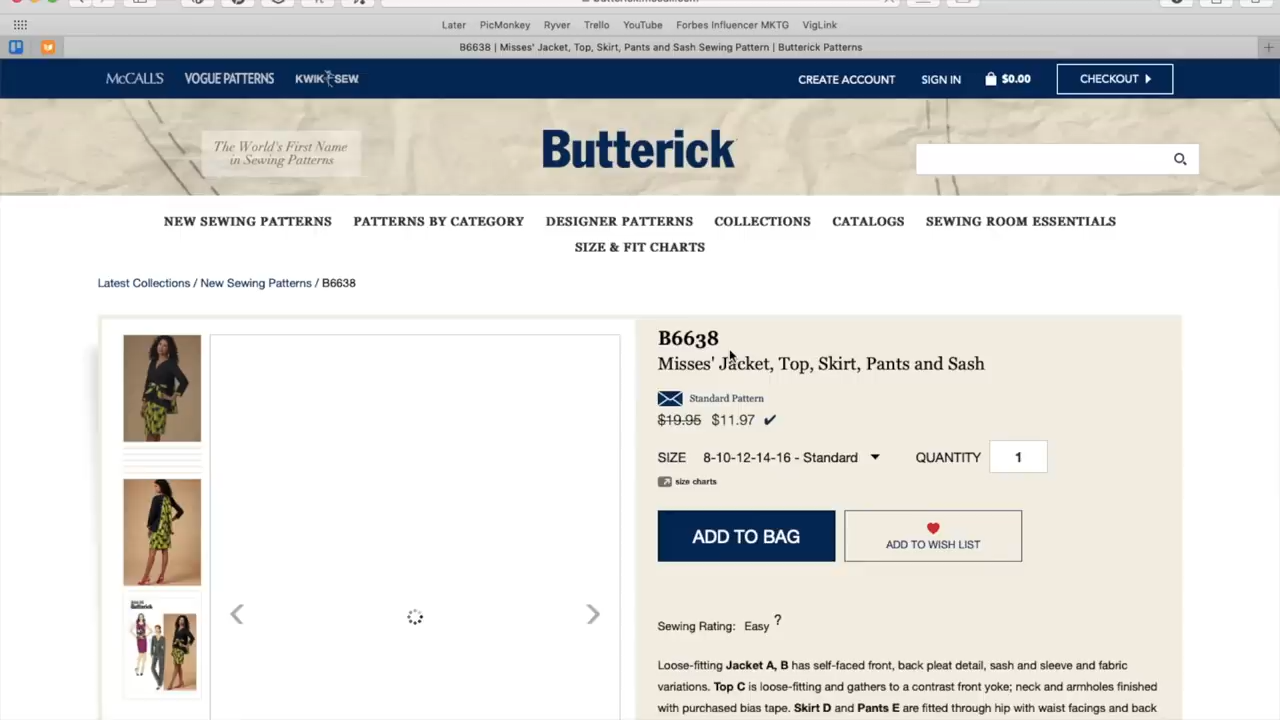 Later PicMonkey Ryver Trello YouTube Forbes Influencer MKTG VigLink
B6638 | Misses' Jacket, Top, Skirt, Pants and Sash Sewing Pattern | Butterick Patterns
McCALL'S VOGUE PATTERNS KWIK SEW CREATE ACCOUNT SIGN IN $0.00 CHECKOUT
The World's First Name
in Sewing Patterns
Butterick
NEW SEWING PATTERNS PATTERNS BY CATEGORY DESIGNER PATTERNS COLLECTIONS CATALOGS SEWING ROOM ESSENTIALS
SIZE & FIT CHARTS
Latest Collections / New Sewing Patterns / B6638
B6638
Misses' Jacket, Top, Skirt, Pants and Sash
Standard Pattern
$19.95 $11.97 ✔
SIZE 8-10-12-14-16 - Standard QUANTITY 1
size charts
ADD TO BAG
ADD TO WISH LIST
Butterick
Sewing Rating: Easy ?
Loose-fitting Jacket A, B has self-faced front, back pleat detail, sash and sleeve and fabric
variations. Top C is loose-fitting and gathers to a contrast front yoke; neck and armholes finished
with purchased bias tape. Skirt D and Pants E are fitted through hip with waist facings and back